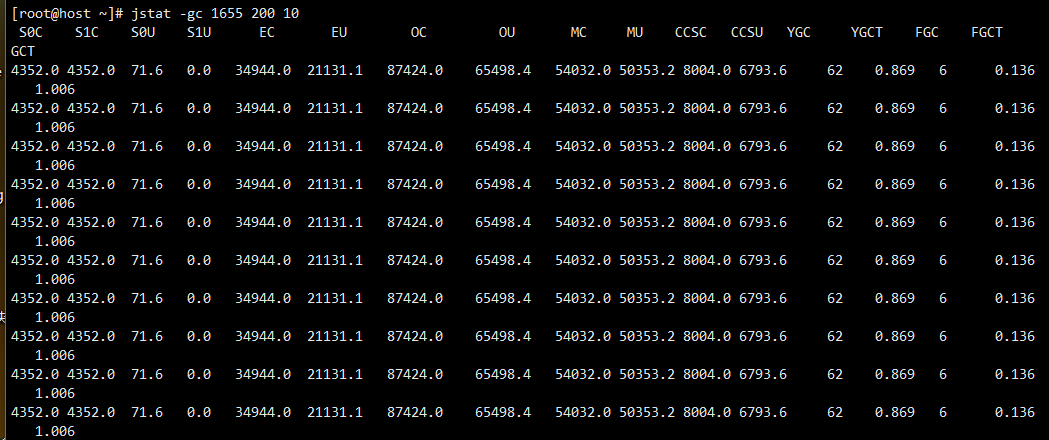 [root@host ~]# jstat -gc 1655 200 10
S0C S1C S0U S1U EC EU OC OU MC MU CCSC CCSU YGC YGCT FGC FGCT
GCT
4352.0 4352.0 71.6 0.0 34944.0 21131.1 87424.0 65498.4 54032.0 50353.2 8004.0 6793.6 62 0.869 6 0.136
1.006
4352.0 4352.0 71.6 0.0 34944.0 21131.1 87424.0 65498.4 54032.0 50353.2 8004.0 6793.6 62 0.869 6 0.136
1.006
4352.0 4352.0 71.6 0.0 34944.0 21131.1 87424.0 65498.4 54032.0 50353.2 8004.0 6793.6 62 0.869 6 0.136
1.006
4352.0 4352.0 71.6 0.0 34944.0 21131.1 87424.0 65498.4 54032.0 50353.2 8004.0 6793.6 62 0.869 6 0.136
1.006
4352.0 4352.0 71.6 0.0 34944.0 21131.1 87424.0 65498.4 54032.0 50353.2 8004.0 6793.6 62 0.869 6 0.136
1.006
4352.0 4352.0 71.6 0.0 34944.0 21131.1 87424.0 65498.4 54032.0 50353.2 8004.0 6793.6 62 0.869 6 0.136
1.006
4352.0 4352.0 71.6 0.0 34944.0 21131.1 87424.0 65498.4 54032.0 50353.2 8004.0 6793.6 62 0.869 6 0.136
1.006
4352.0 4352.0 71.6 0.0 34944.0 21131.1 87424.0 65498.4 54032.0 50353.2 8004.0 6793.6 62 0.869 6 0.136
1.006
4352.0 4352.0 71.6 0.0 34944.0 21131.1 87424.0 65498.4 54032.0 50353.2 8004.0 6793.6 62 0.869 6 0.136
1.006
4352.0 4352.0 71.6 0.0 34944.0 21131.1 87424.0 65498.4 54032.0 50353.2 8004.0 6793.6 62 0.869 6 0.136
1.006